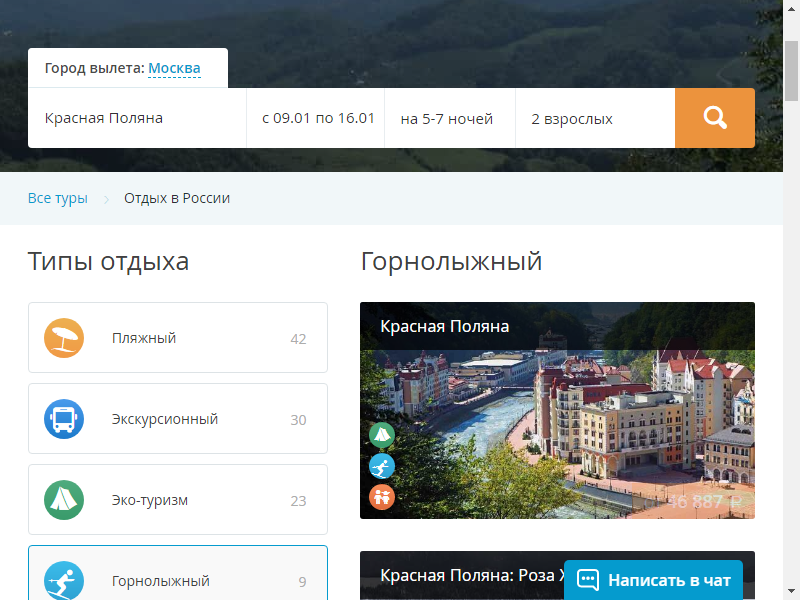 Город вылета: Москва
Красная Поляна
с 09.01 по 16.01
на 5-7 ночей
2 взрослых
Все туры
Отдых в России
Типы отдыха
Горнолыжный
Пляжный 42
Экскурсионный 30
Эко-туризм 23
Горнолыжный 9
Красная Поляна
46 887
Красная Поляна: Роза
Написать в чат